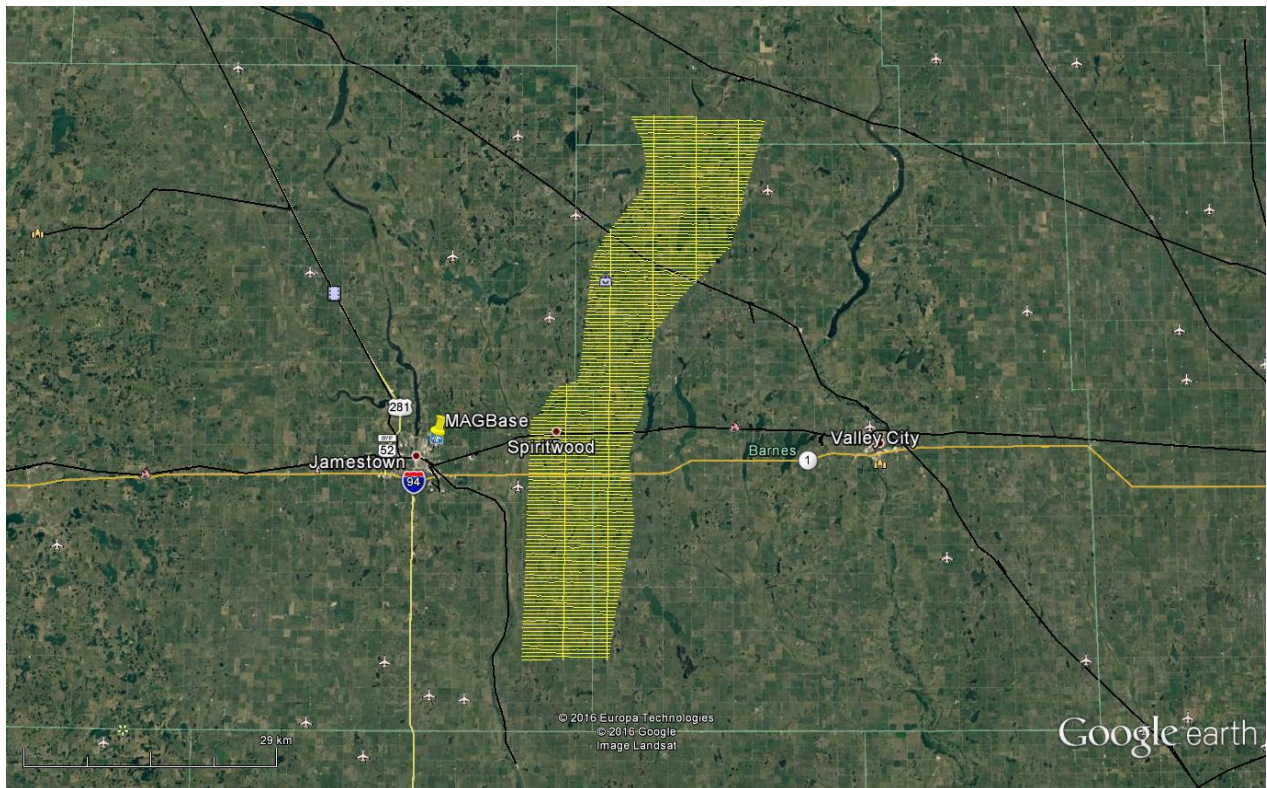 281
MAGBase
52
Spiritwood
Jamestown
Valley City
Barnes
1
94
© 2016 Europa Technologies
© 2016 Google
Image Landsat
29 km
Google earth